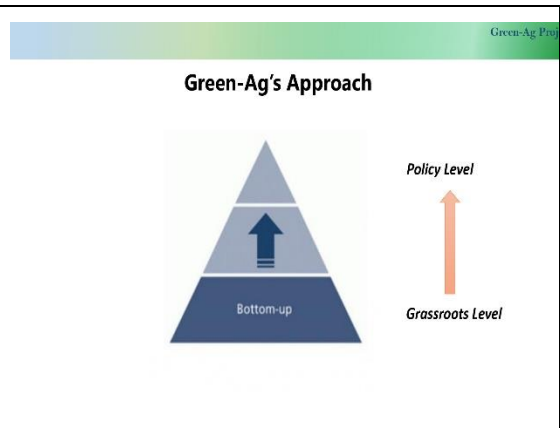 Green-Ag Proj
Green-Ag's Approach
Policy Level
Bottom-up
Grassroots Level